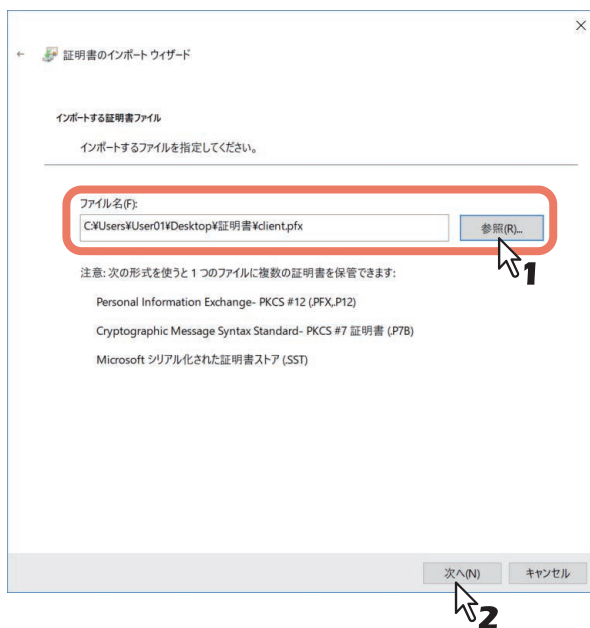 証明書のインポート ウィザード
インポートする証明書ファイル
インポートするファイルを指定してください。
ファイル名(F):
C:¥Users¥User01¥Desktop¥証明書¥client.pfx
参照(R)...
1
注意: 次の形式を使うと 1 つのファイルに複数の証明書を保管できます:
Personal Information Exchange- PKCS #12 (.PFX,.P12)
Cryptographic Message Syntax Standard- PKCS #7 証明書 (.P7B)
Microsoft シリアル化された証明書ストア (.SST)
次へ(N)
キャンセル
2